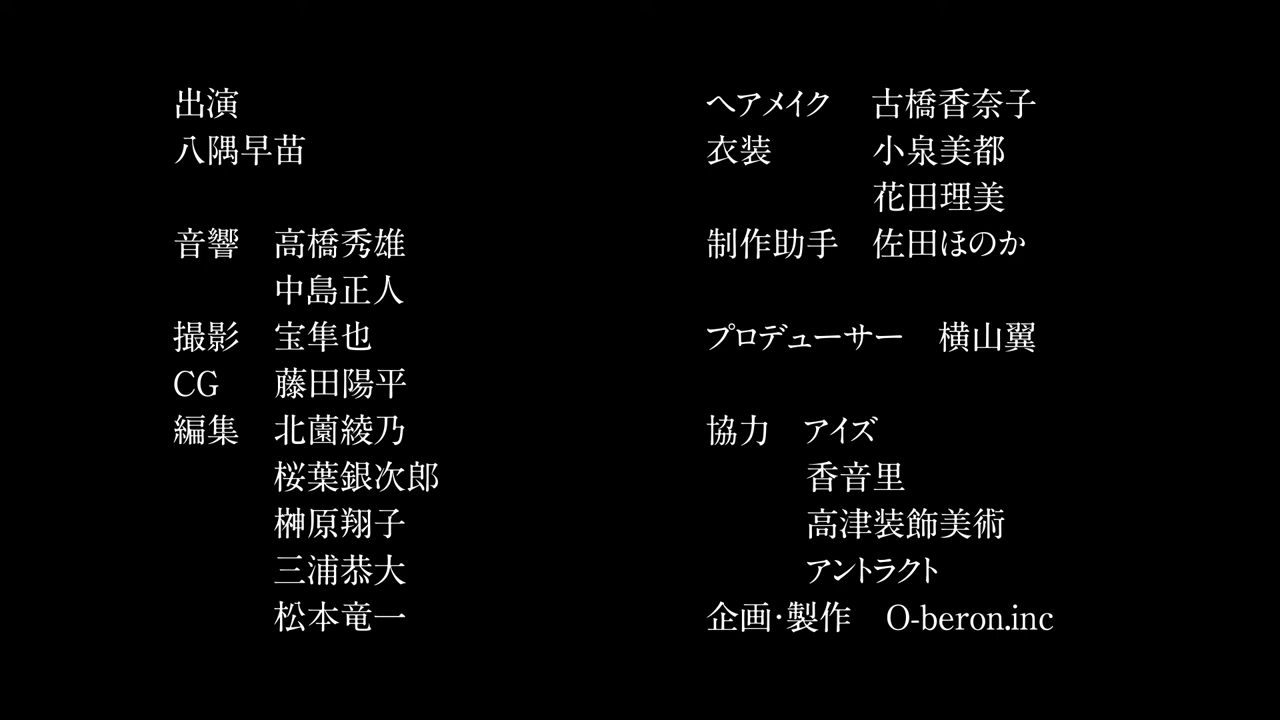 出演
八隅早苗
音響　高橋秀雄
中島正人
撮影　宝隼也
CG　藤田陽平
編集　北薗綾乃
桜葉銀次郎
榊原翔子
三浦恭大
松本竜一
ヘアメイク　古橋香奈子
衣装　小泉美都
花田理美
制作助手　佐田ほのか
プロデューサー　横山翼
協力　アイズ
香音里
高津装飾美術
アントラクト
企画・製作　O-beron.inc